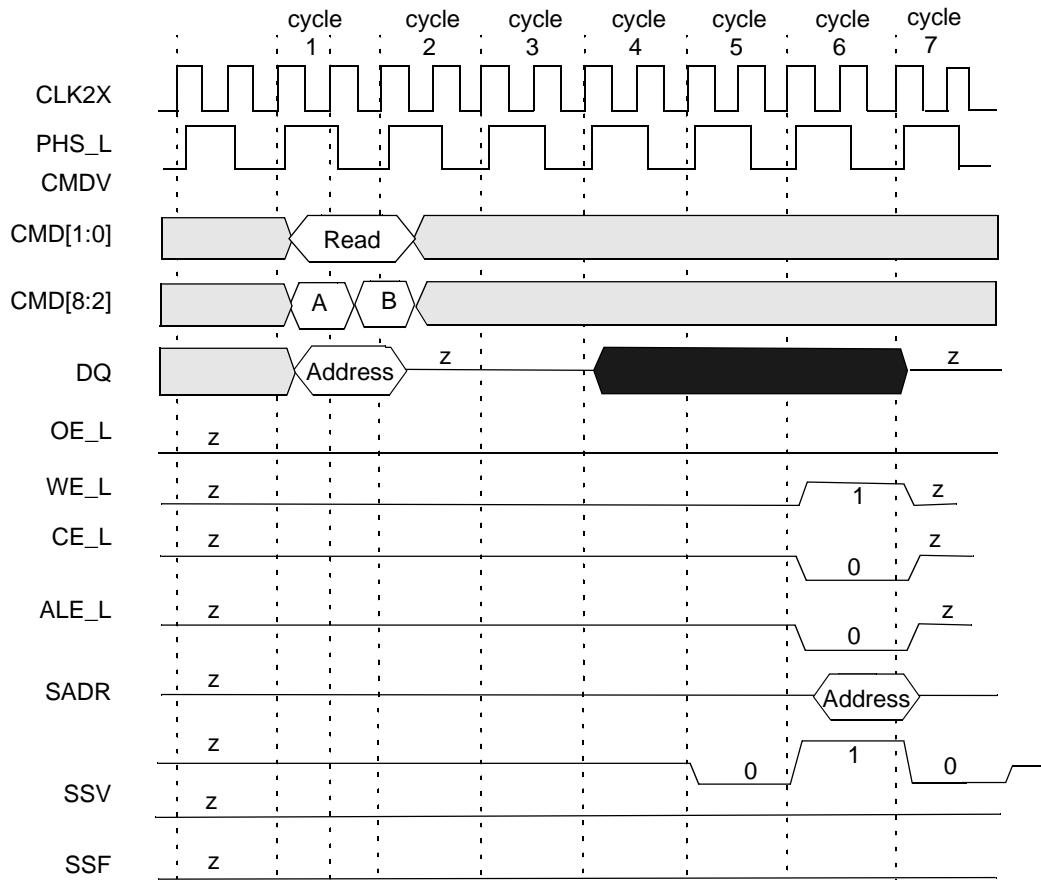 cycle cycle cycle cycle cycle cycle cycle
1 2 3 4 5 6 7
CLK2X
PHS_L
CMDV
CMD[1:0] Read
CMD[8:2] A B
DQ Address z z
OE_L z
WE_L z 1 z
CE_L z 0 z
ALE_L z 0 z
SADR z Address
z 0 1 0
SSV z
SSF z